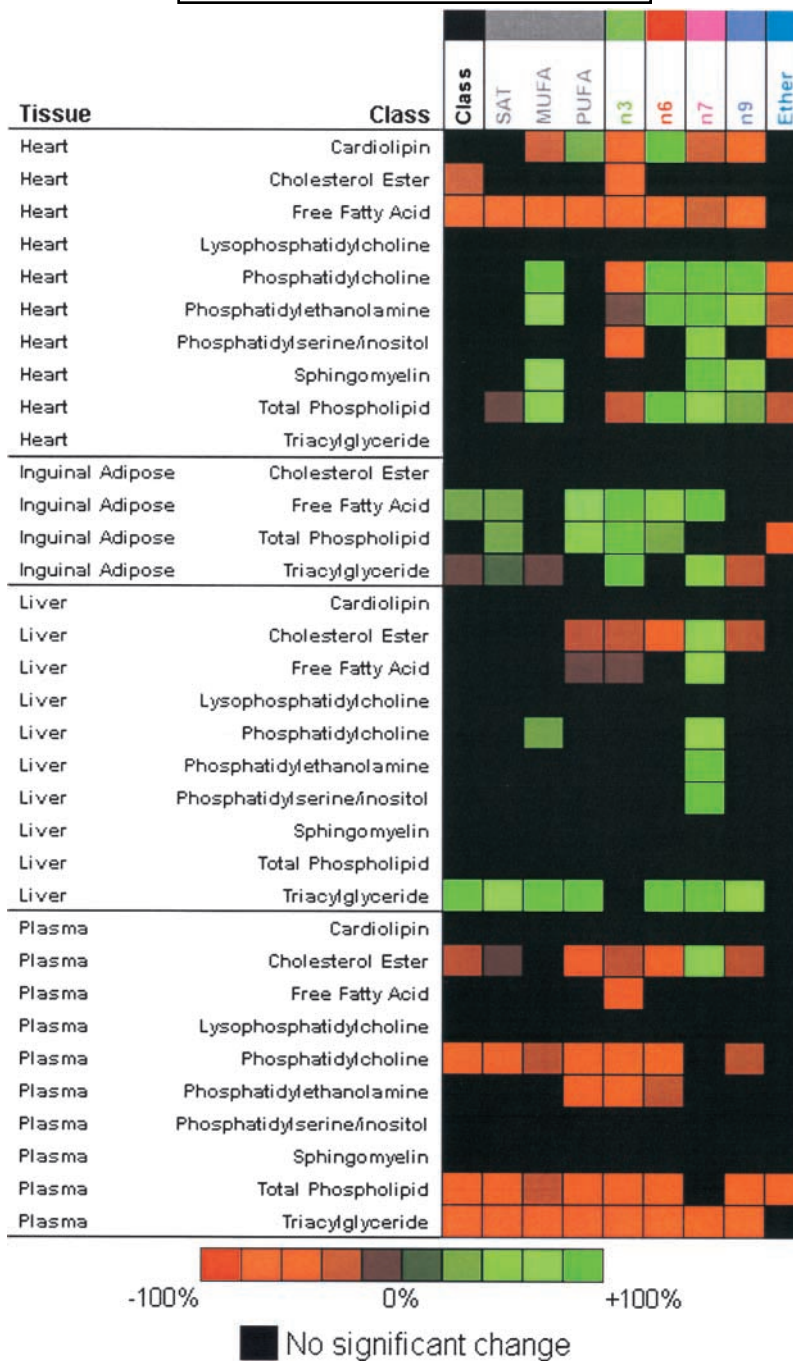 Tissue Class Class SAT MUFA PUFA n3 n6 n7 n9 Ether
Heart Cardiolipin
Heart Cholesterol Ester
Heart Free Fatty Acid
Heart Lysophosphatidylcholine
Heart Phosphatidylcholine
Heart Phosphatidylethanolamine
Heart Phosphatidylserine/inositol
Heart Sphingomyelin
Heart Total Phospholipid
Heart Triacylglyceride
Inguinal Adipose Cholesterol Ester
Inguinal Adipose Free Fatty Acid
Inguinal Adipose Total Phospholipid
Inguinal Adipose Triacylglyceride
Liver Cardiolipin
Liver Cholesterol Ester
Liver Free Fatty Acid
Liver Lysophosphatidylcholine
Liver Phosphatidylcholine
Liver Phosphatidylethanolamine
Liver Phosphatidylserine/inositol
Liver Sphingomyelin
Liver Total Phospholipid
Liver Triacylglyceride
Plasma Cardiolipin
Plasma Cholesterol Ester
Plasma Free Fatty Acid
Plasma Lysophosphatidylcholine
Plasma Phosphatidylcholine
Plasma Phosphatidylethanolamine
Plasma Phosphatidylserine/inositol
Plasma Sphingomyelin
Plasma Total Phospholipid
Plasma Triacylglyceride
-100% 0% +100%
No significant change